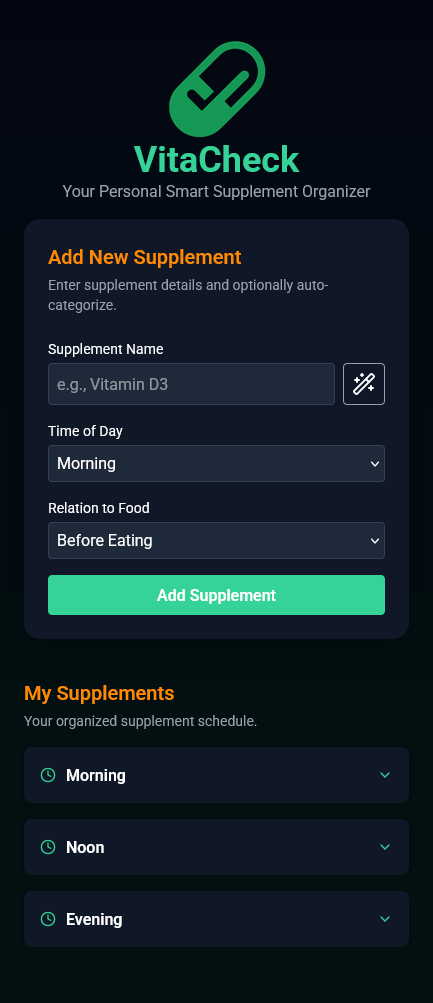 VitaCheck
Your Personal Smart Supplement Organizer
Add New Supplement
Enter supplement details and optionally auto-
categorize.
Supplement Name
e.g., Vitamin D3
Time of Day
Morning
Relation to Food
Before Eating
Add Supplement
My Supplements
Your organized supplement schedule.
Morning
Noon
Evening